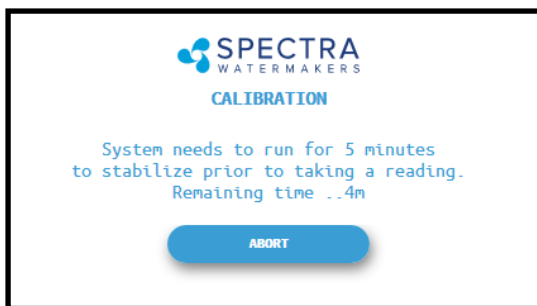 SPECTRA
WATERMAKERS
CALIBRATION
System needs to run for 5 minutes
to stabilize prior to taking a reading.
Remaining time ..4m
ABORT